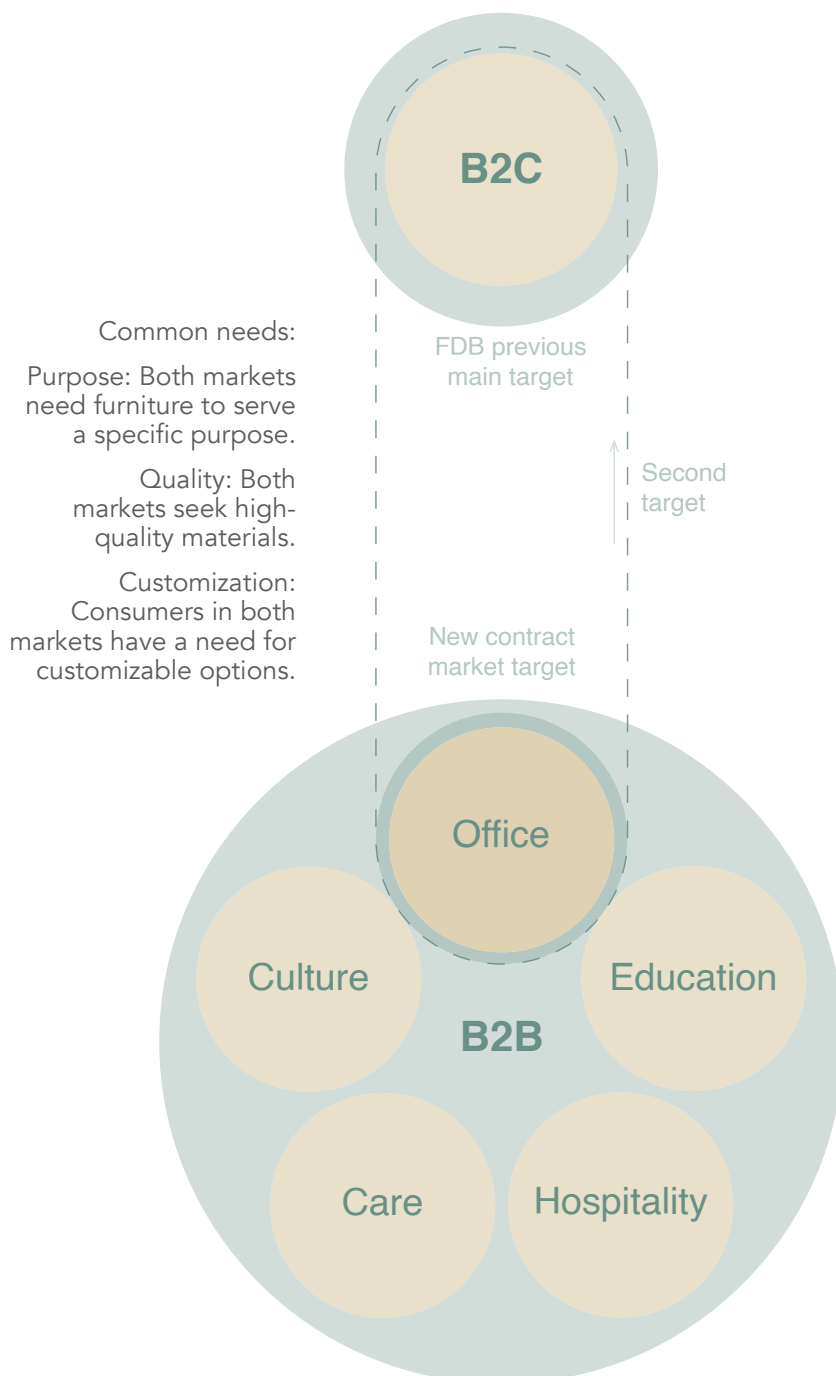 B2C
Common needs:
Purpose: Both markets
need furniture to serve
a specific purpose.
Quality: Both
markets seek high-
quality materials.
Customization:
Consumers in both
markets have a need for
customizable options.
FDB previous
main target
Second
target
New contract
market target
Office
Culture
Education
B2B
Care
Hospitality